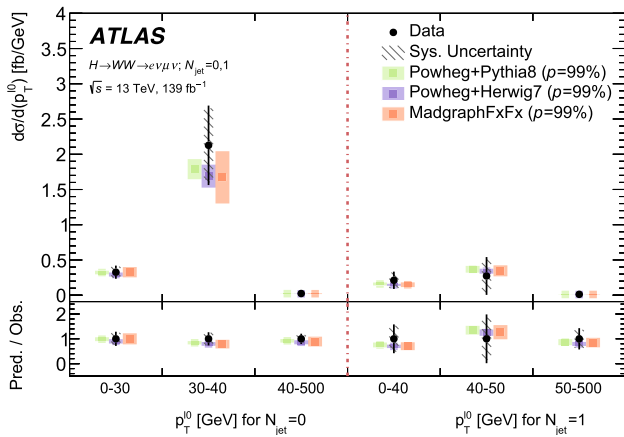 ATLAS
H→WW→eνμν; N_jet=0,1
√s = 13 TeV, 139 fb⁻¹
Data
Sys. Uncertainty
Powheg+Pythia8 (p=99%)
Powheg+Herwig7 (p=99%)
MadgraphFxFx (p=99%)
dσ/d(p_T^l0) [fb/GeV]
4
3.5
3
2.5
2
1.5
1
0.5
0
Pred. / Obs.
2
1
0
0-30 30-40 40-500 0-40 40-50 50-500
p_T^l0 [GeV] for N_jet=0 p_T^l0 [GeV] for N_jet=1